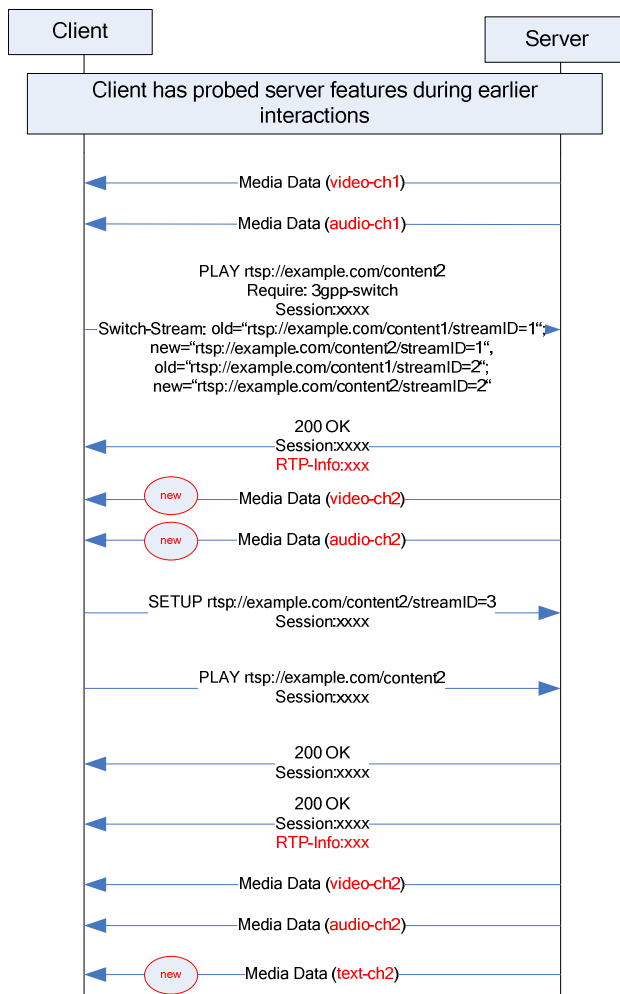 Client
Server
Client has probed server features during earlier
interactions
Media Data (video-ch1)
Media Data (audio-ch1)
PLAY rtsp://example.com/content2
Require: 3gpp-switch
Session:xxxx
Switch-Stream: old=“rtsp://example.com/content1/streamID=1“;
new=“rtsp://example.com/content2/streamID=1“,
old=“rtsp://example.com/content1/streamID=2“;
new=“rtsp://example.com/content2/streamID=2“
200 OK
Session:xxxx
RTP-Info:xxx
new
Media Data (video-ch2)
new
Media Data (audio-ch2)
SETUP rtsp://example.com/content2/streamID=3
Session:xxxx
PLAY rtsp://example.com/content2
Session:xxxx
200 OK
Session:xxxx
200 OK
Session:xxxx
RTP-Info:xxx
Media Data (video-ch2)
Media Data (audio-ch2)
new
Media Data (text-ch2)